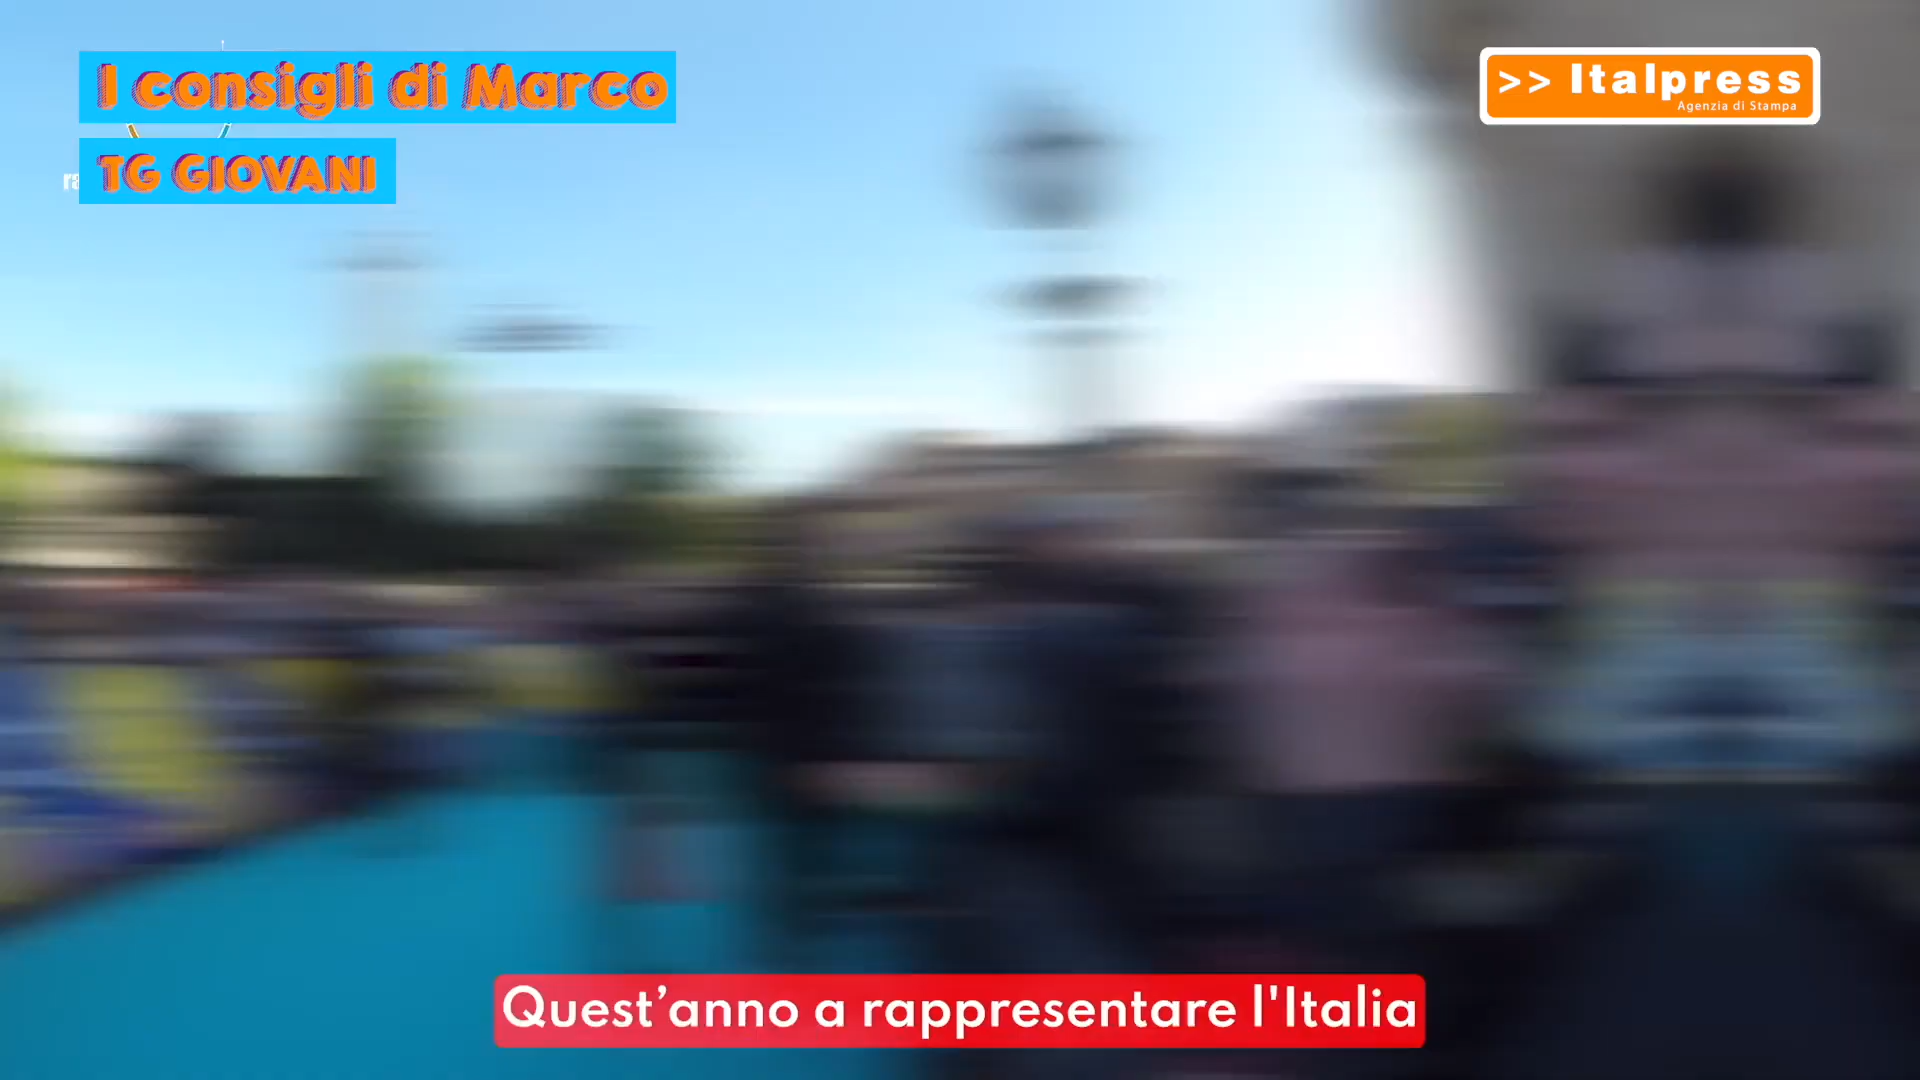 I consigli di Marco
TG GIOVANI
>> Italpress
Agenzia di Stampa
Quest’anno a rappresentare l'Italia